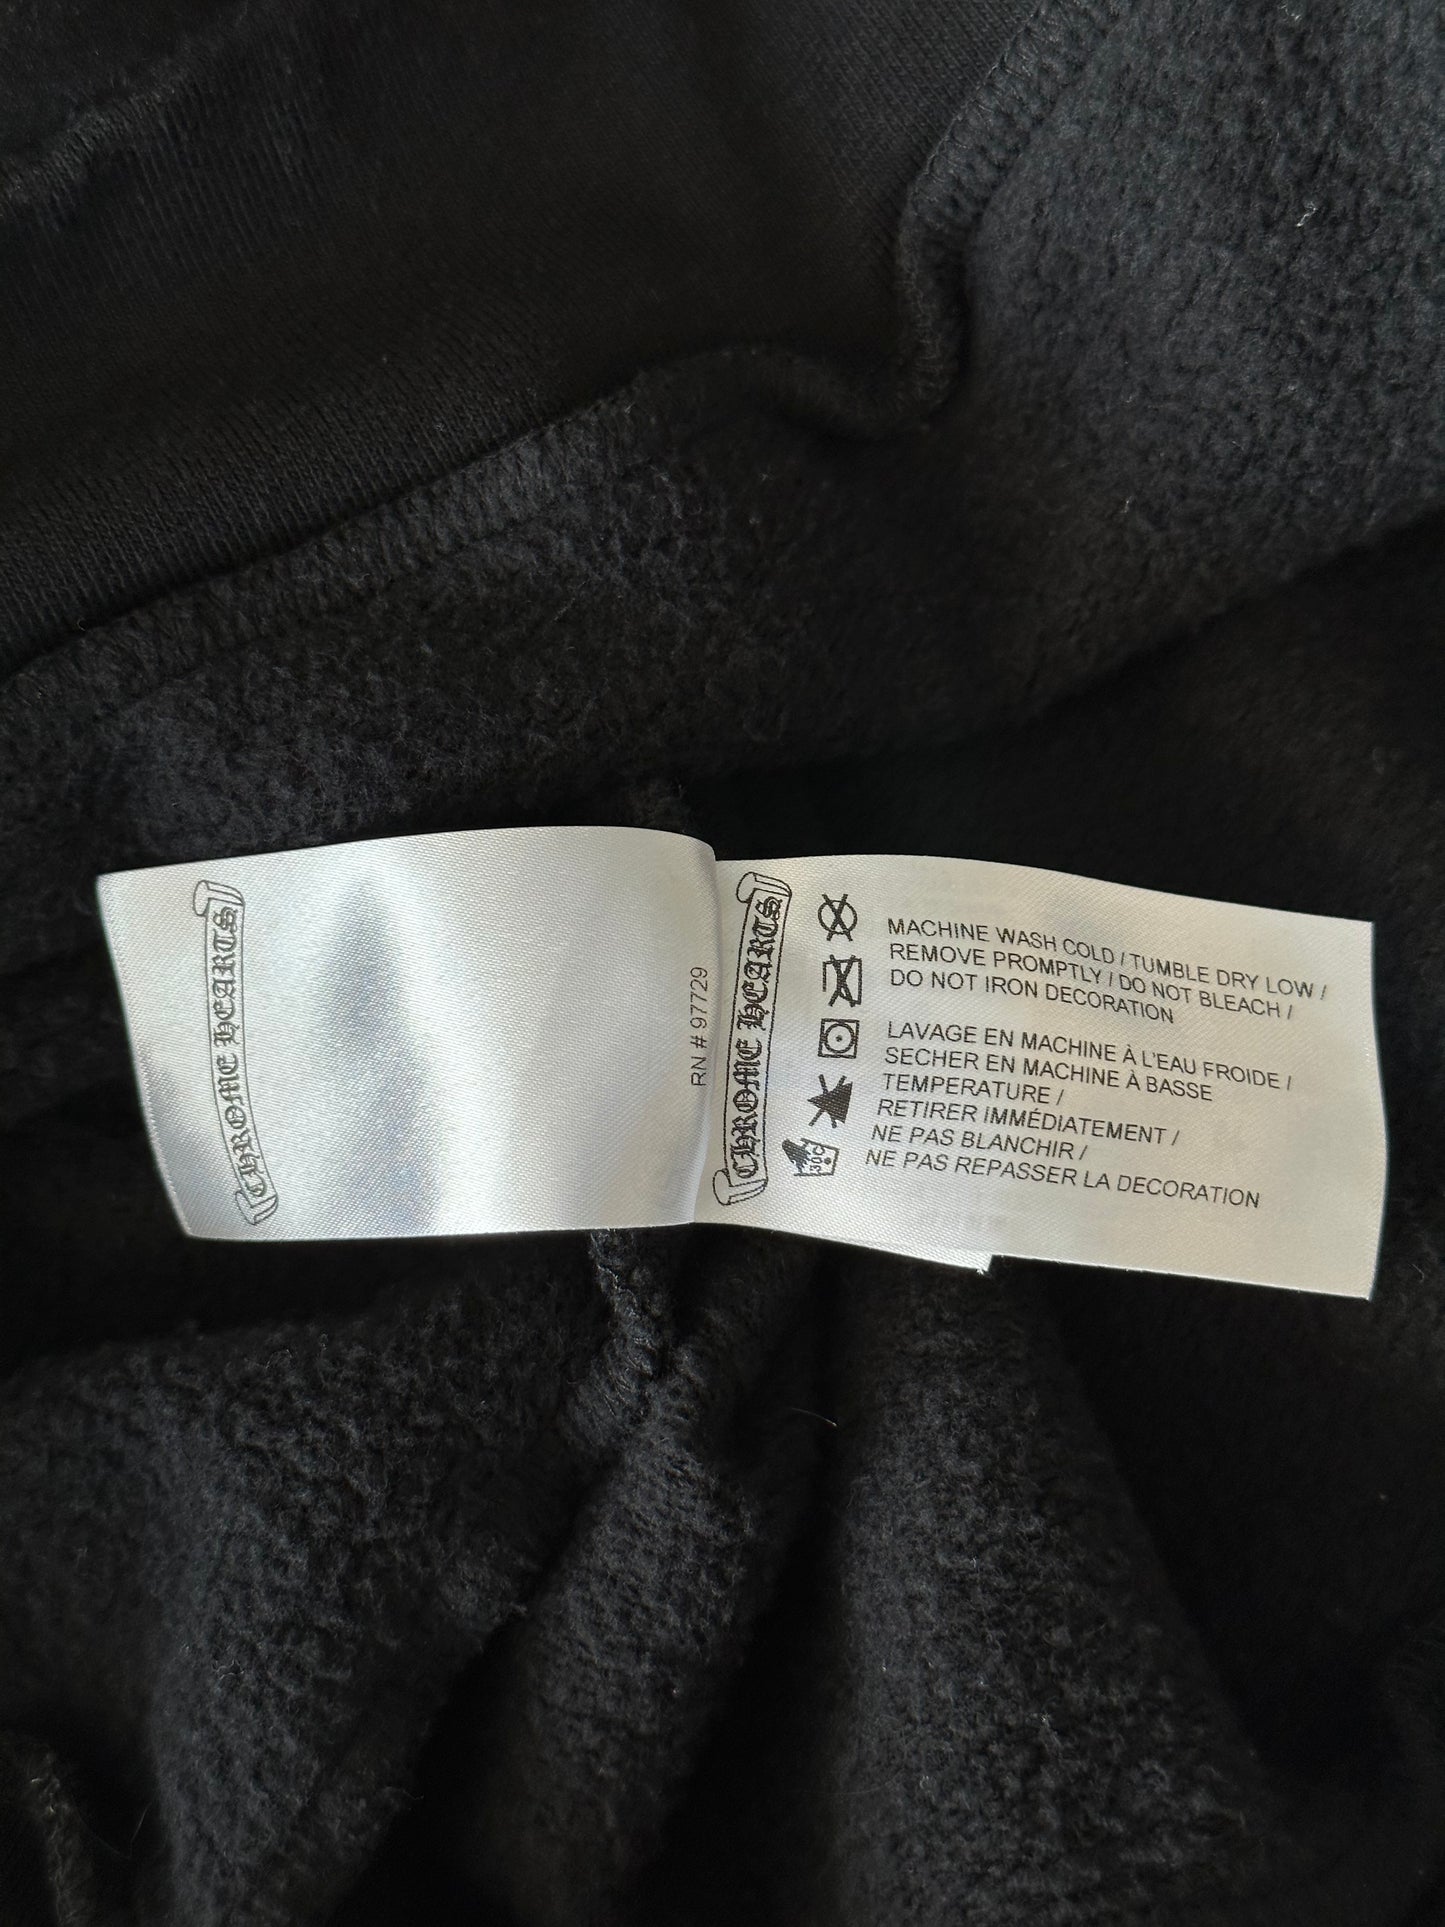 CHROME HEARTS
RN # 97729
CHROME HEARTS
MACHINE WASH COLD / TUMBLE DRY LOW /
REMOVE PROMPTLY / DO NOT BLEACH /
DO NOT IRON DECORATION
LAVAGE EN MACHINE À L'EAU FROIDE /
SECHER EN MACHINE À BASSE
TEMPERATURE /
RETIRER IMMÉDIATEMENT /
NE PAS BLANCHIR /
NE PAS REPASSER LA DECORATION
30C